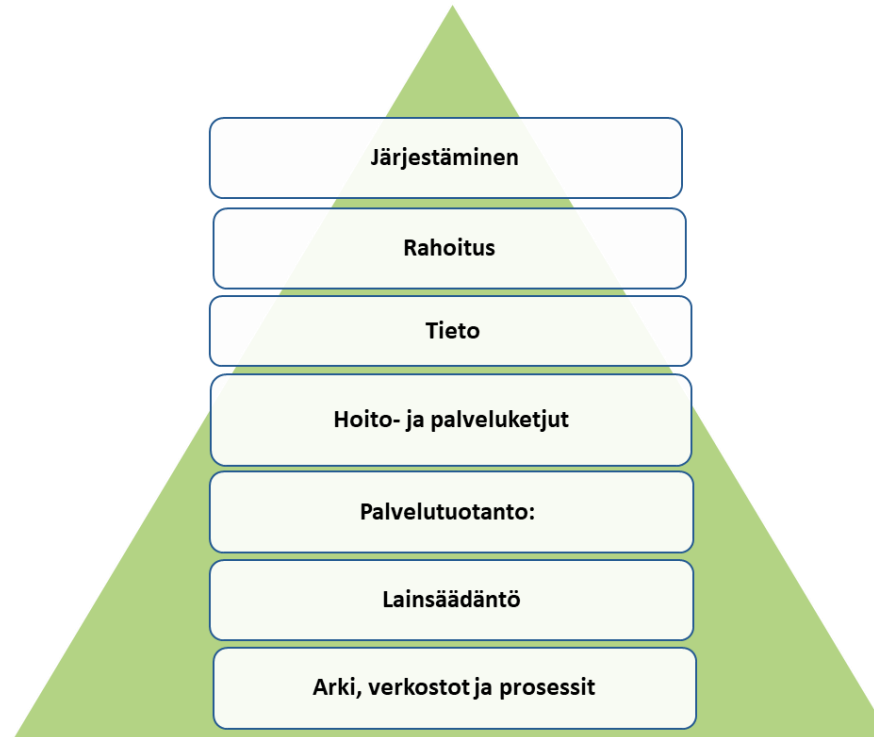 Järjestäminen
Rahoitus
Tieto
Hoito- ja palveluketjut
Palvelutuotanto:
Lainsäädäntö
Arki, verkostot ja prosessit